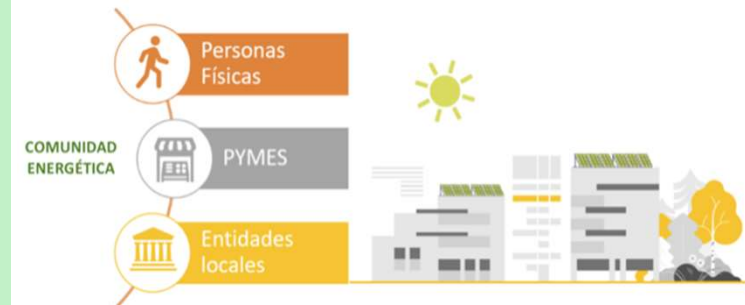 Personas
Físicas
COMUNIDAD
ENERGÉTICA
PYMES
Entidades
locales